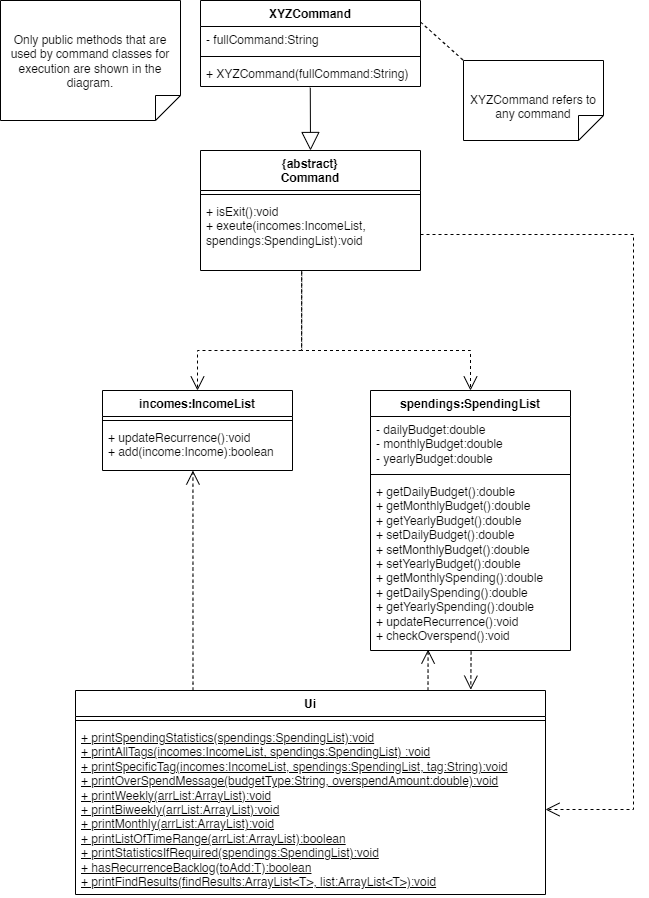 Only public methods that are
used by command classes for
execution are shown in the
diagram.
XYZCommand
- fullCommand:String
+ XYZCommand(fullCommand:String)
XYZCommand refers to
any command
{abstract}
Command
+ isExit():void
+ exeute(incomes:IncomeList,
spendings:SpendingList):void
incomes:IncomeList
+ updateRecurrence():void
+ add(income:Income):boolean
spendings:SpendingList
- dailyBudget:double
- monthlyBudget:double
- yearlyBudget:double
+ getDailyBudget():double
+ getMonthlyBudget():double
+ getYearlyBudget():double
+ setDailyBudget():double
+ setMonthlyBudget():double
+ setYearlyBudget():double
+ getMonthlySpending():double
+ getDailySpending():double
+ getYearlySpending():double
+ updateRecurrence():void
+ checkOverspend():void
Ui
+ printSpendingStatistics(spendings:SpendingList):void
+ printAllTags(incomes:IncomeList, spendings:SpendingList) :void
+ printSpecificTag(incomes:IncomeList, spendings:SpendingList, tag:String):void
+ printOverSpendMessage(budgetType:String, overspendAmount:double):void
+ printWeekly(arrList:ArrayList):void
+ printBiweekly(arrList:ArrayList):void
+ printMonthly(arrList:ArrayList):void
+ printListOfTimeRange(arrList:ArrayList):boolean
+ printStatisticsIfRequired(spendings:SpendingList):void
+ hasRecurrenceBacklog(toAdd:T):boolean
+ printFindResults(findResults:ArrayList<T>, list:ArrayList<T>):void